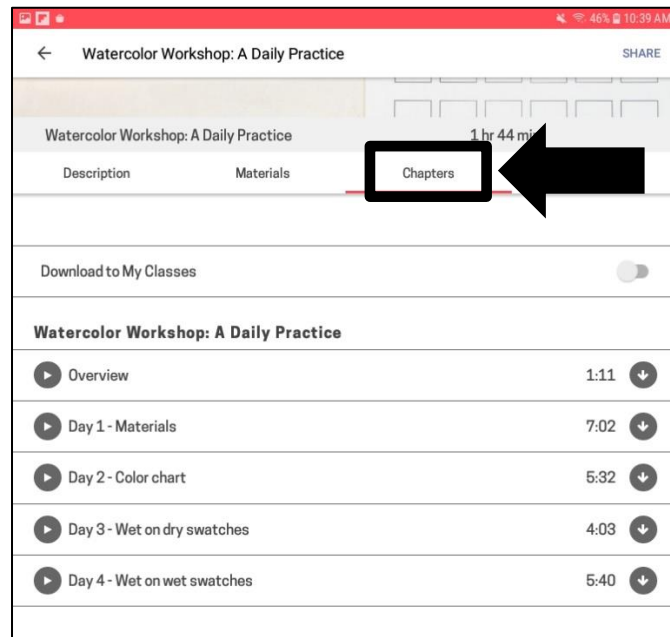 46% 10:39 AM
Watercolor Workshop: A Daily Practice SHARE
Watercolor Workshop: A Daily Practice 1 hr 44 min
Description Materials Chapters
Download to My Classes
Watercolor Workshop: A Daily Practice
Overview 1:11
Day 1 - Materials 7:02
Day 2 - Color chart 5:32
Day 3 - Wet on dry swatches 4:03
Day 4 - Wet on wet swatches 5:40